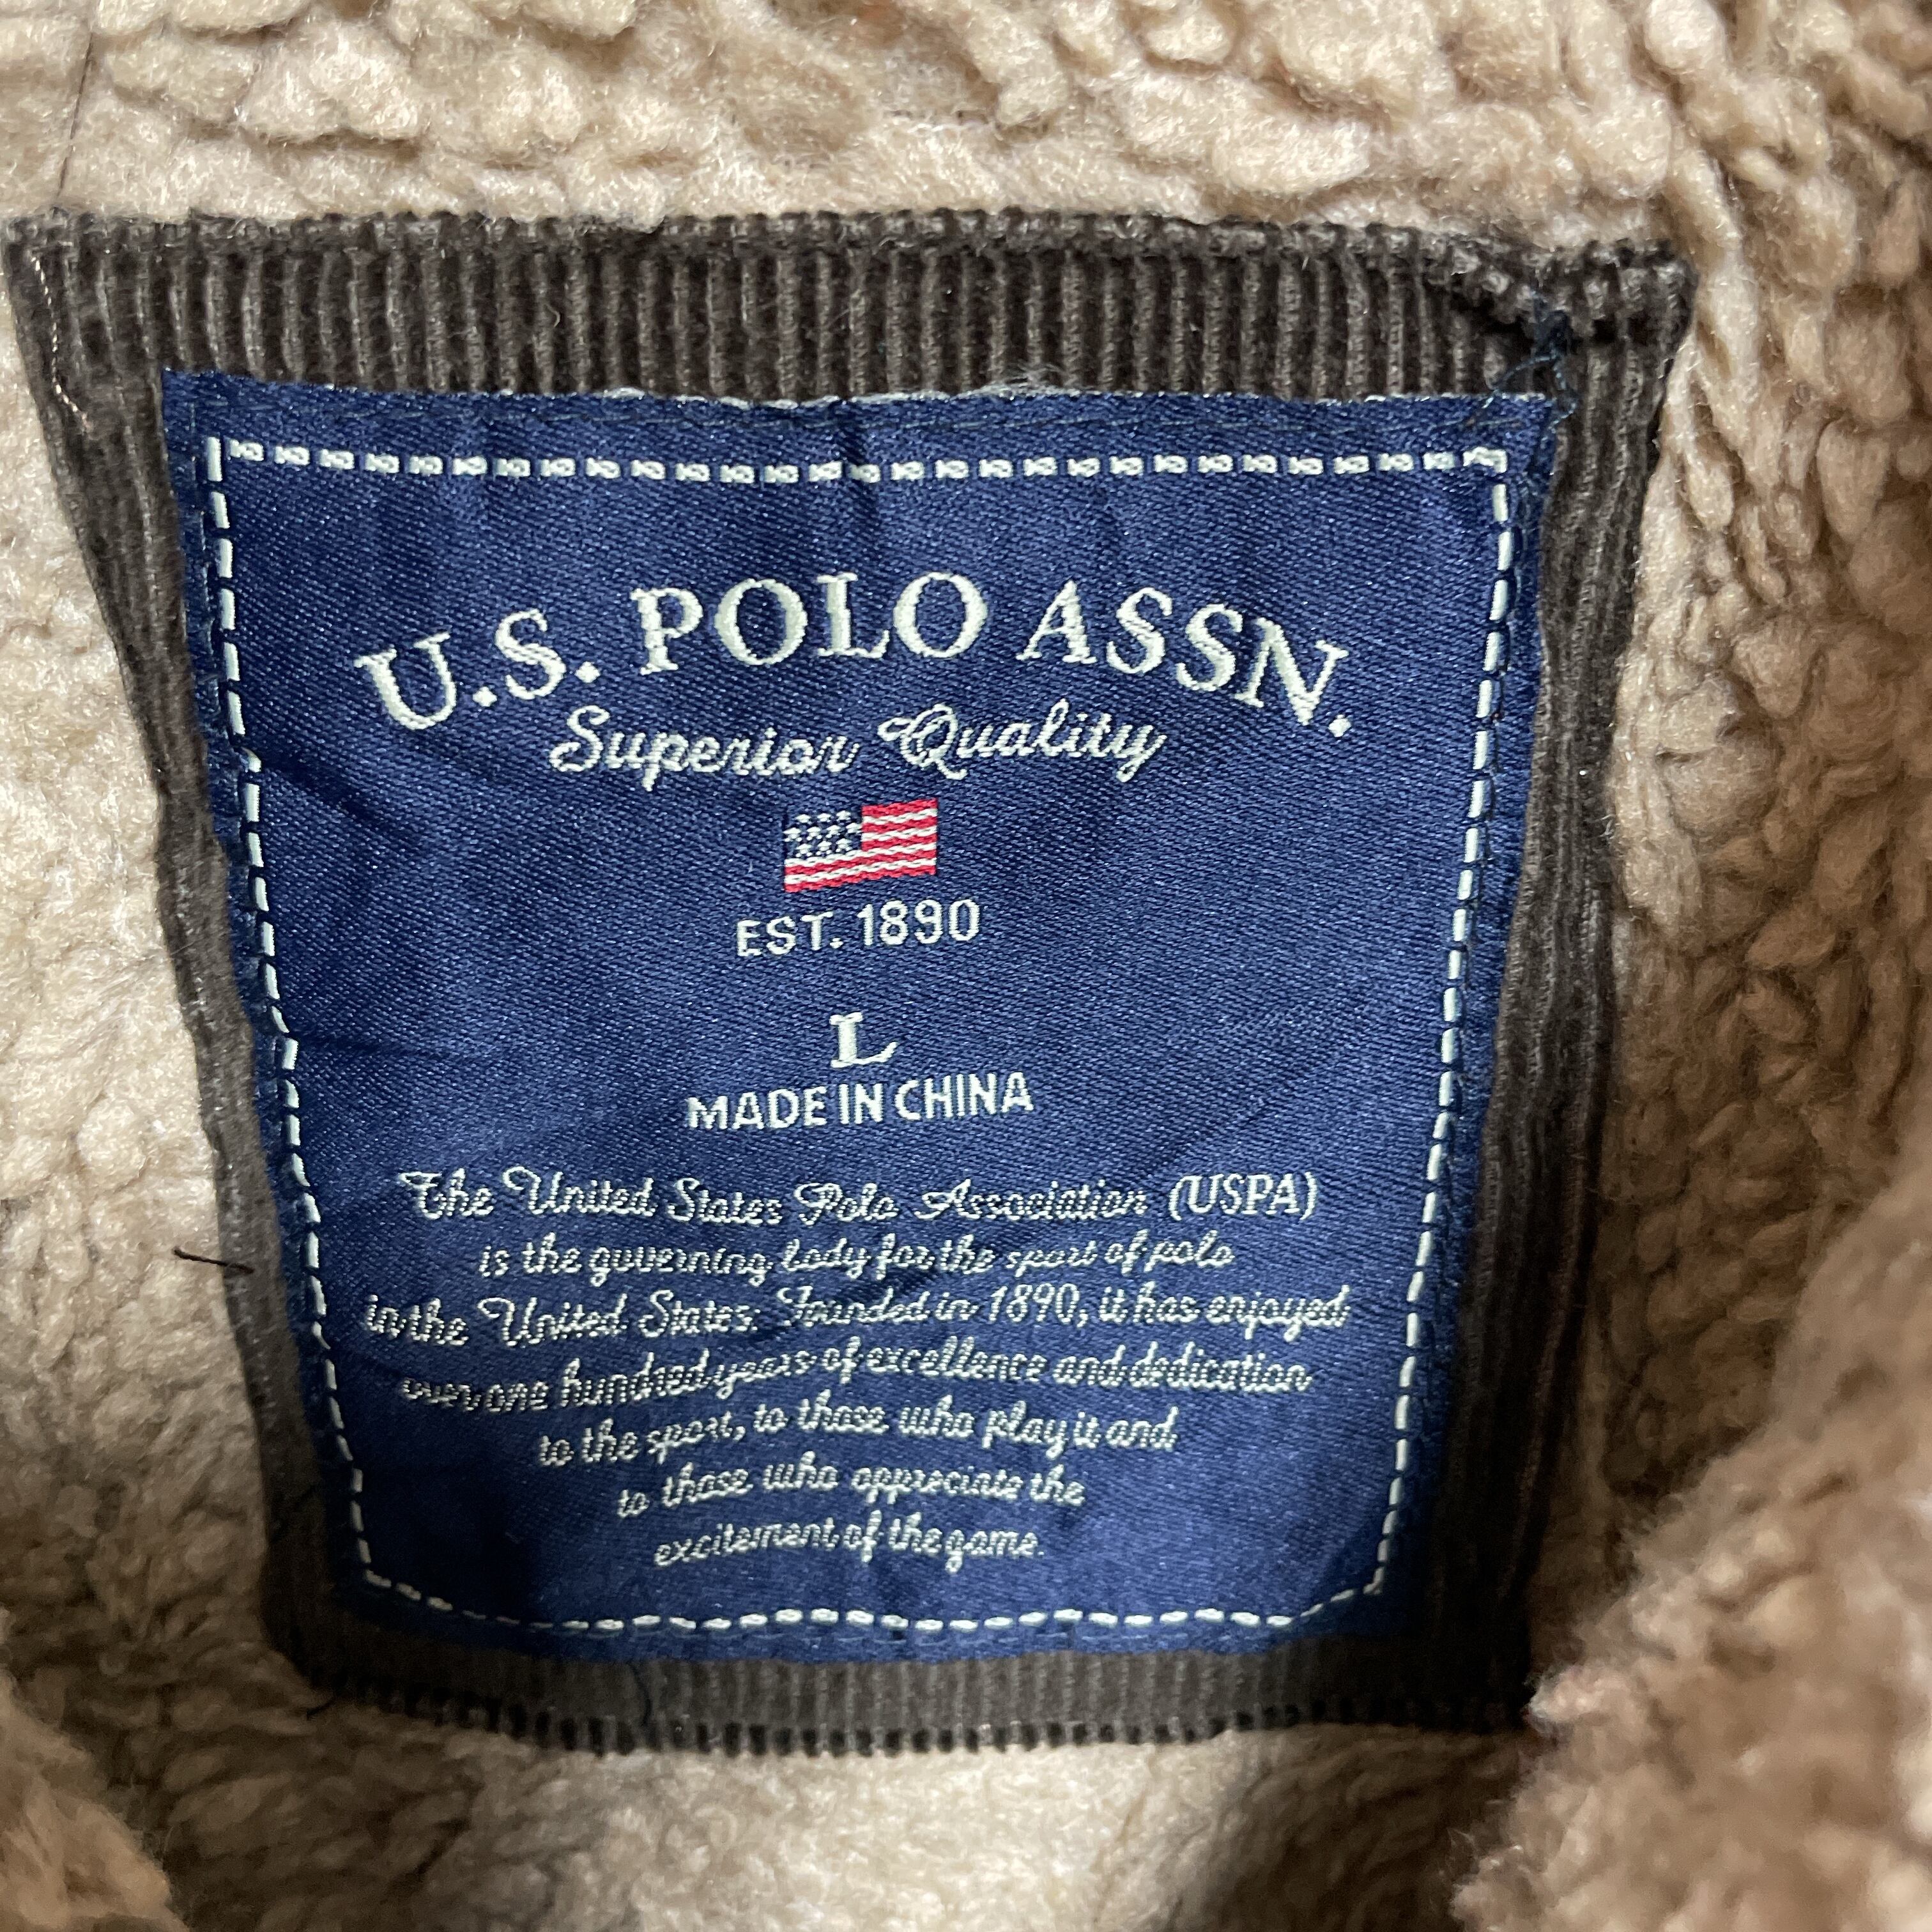 U.S. POLO ASSN.
Superior Quality
EST. 1890
L
MADE IN CHINA
The United States Polo Association (USPA)
is the governing body for the sport of polo
in the United States. Founded in 1890, it has enjoyed
over one hundred years of excellence and dedication
to the sport, to those who play it and
to those who appreciate the
excitement of the game.